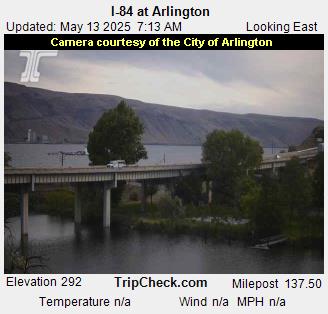 I-84 at Arlington
Updated: May 13 2025 7:13 AM Looking East
Camera courtesy of the City of Arlington
Elevation 292 TripCheck.com Milepost 137.50
Temperature n/a Wind n/a MPH n/a